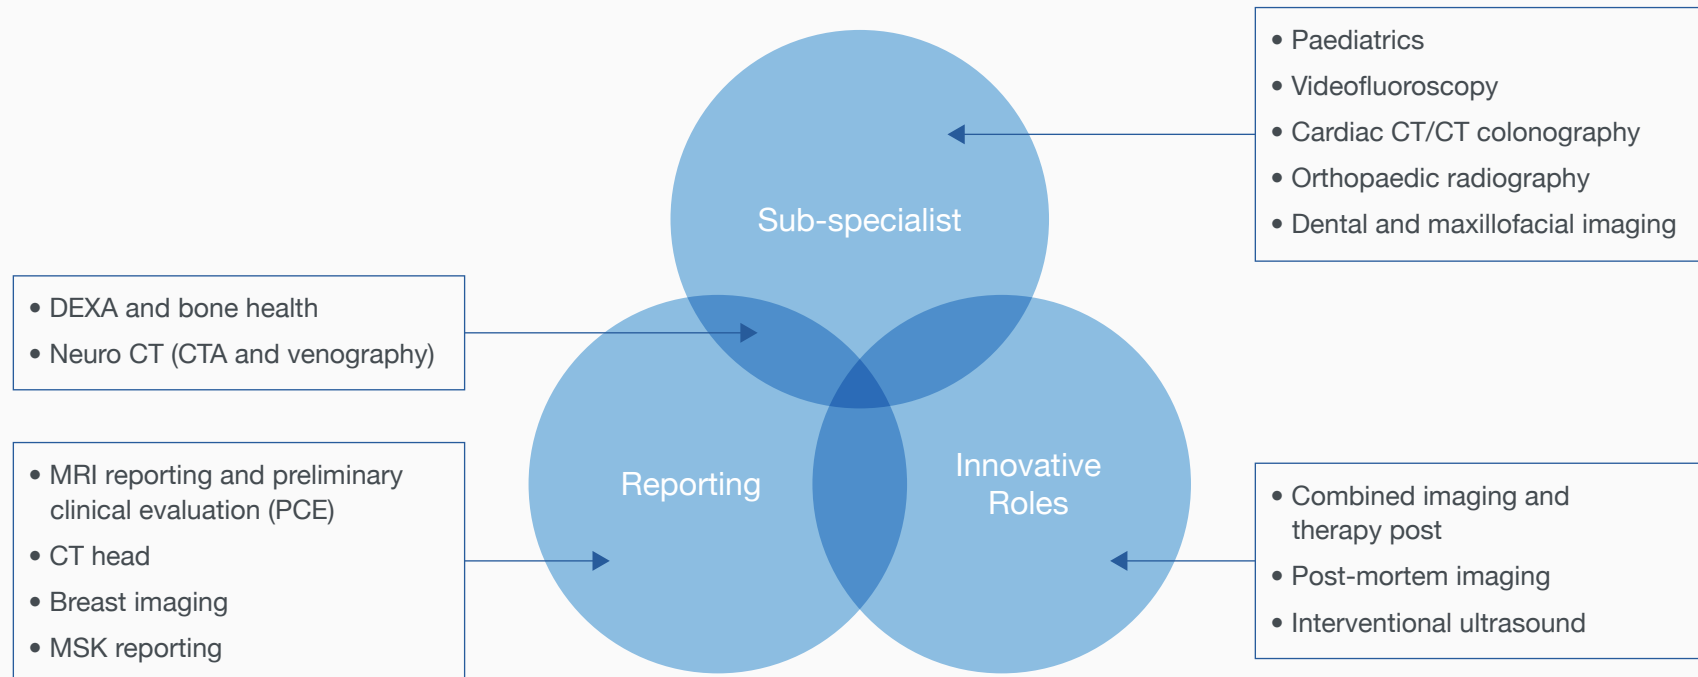 • Paediatrics
• Videofluoroscopy
• Cardiac CT/CT colonography
• Orthopaedic radiography
• Dental and maxillofacial imaging
Sub-specialist
• DEXA and bone health
• Neuro CT (CTA and venography)
• MRI reporting and preliminary
clinical evaluation (PCE)
• CT head
• Breast imaging
• MSK reporting
Reporting
Innovative
Roles
• Combined imaging and
therapy post
• Post-mortem imaging
• Interventional ultrasound